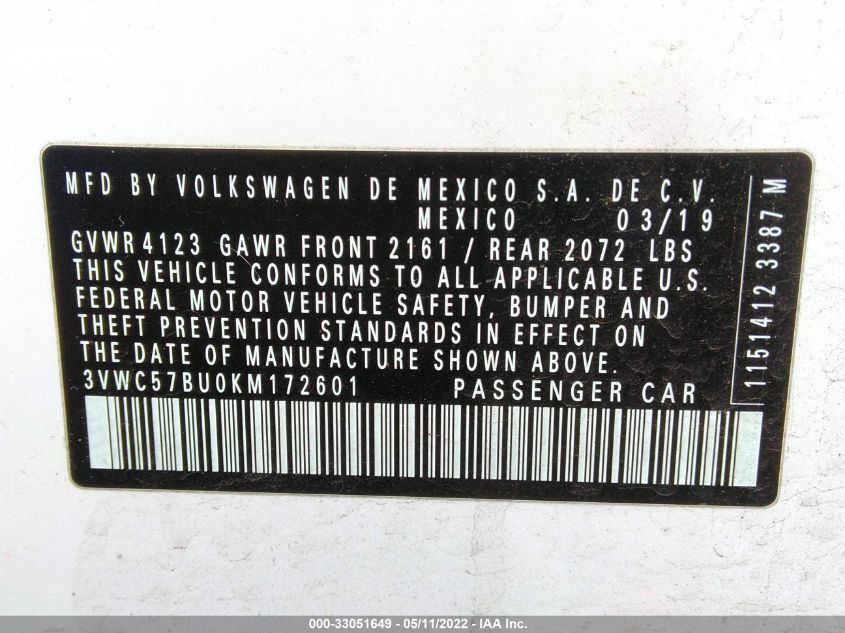 MFD BY VOLKSWAGEN DE MEXICO S.A. DE C.V.
MEXICO 03/19
GVWR 4123 GAWR FRONT 2161 / REAR 2072 LBS
THIS VEHICLE CONFORMS TO ALL APPLICABLE U.S.
FEDERAL MOTOR VEHICLE SAFETY, BUMPER AND
THEFT PREVENTION STANDARDS IN EFFECT ON
THE DATE OF MANUFACTURE SHOWN ABOVE.
3VWC57BU0KM172601 PASSENGER CAR
1151412 3387 M
000-33051649 - 05/11/2022 - IAA Inc.